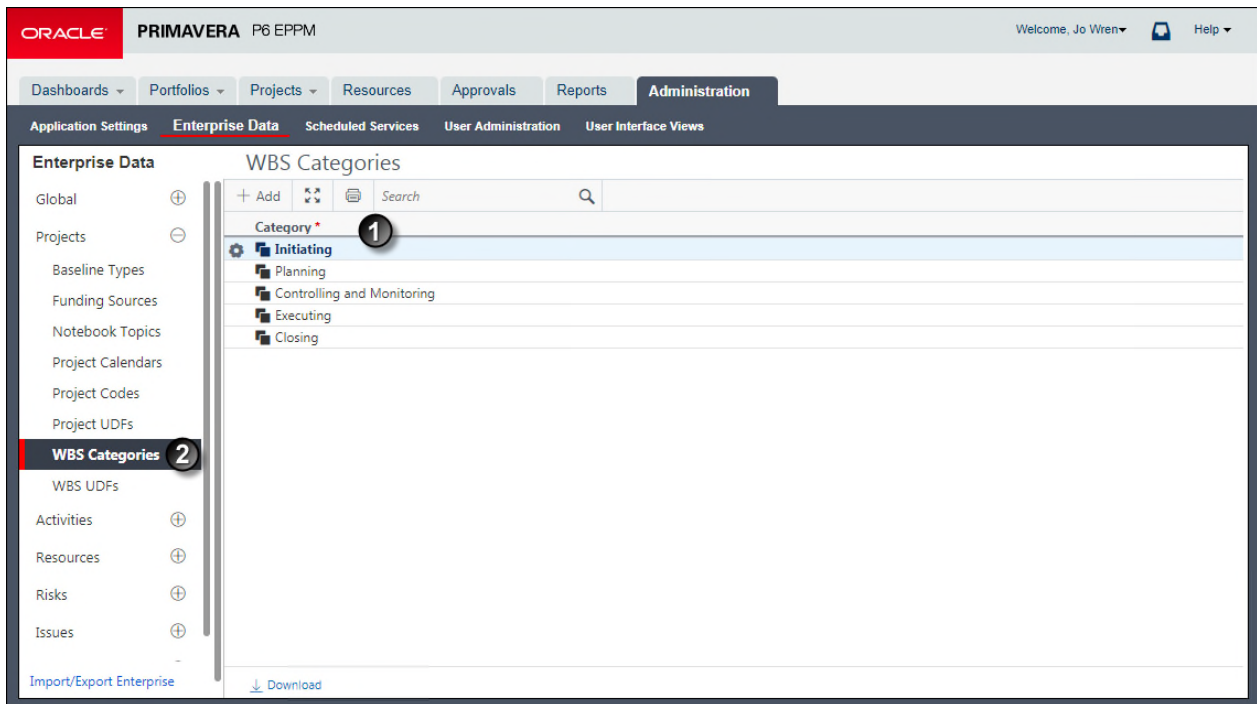 ORACLE PRIMAVERA P6 EPPM Welcome, Jo Wren Help
Dashboards Portfolios Projects Resources Approvals Reports Administration
Application Settings Enterprise Data Scheduled Services User Administration User Interface Views
Enterprise Data
WBS Categories
Global
+ Add Search
Category *
1
Projects
Initiating
Baseline Types
Planning
Funding Sources
Controlling and Monitoring
Notebook Topics
Executing
Closing
Project Calendars
Project Codes
Project UDFs
WBS Categories 2
WBS UDFs
Activities
Resources
Risks
Issues
Import/Export Enterprise
Download